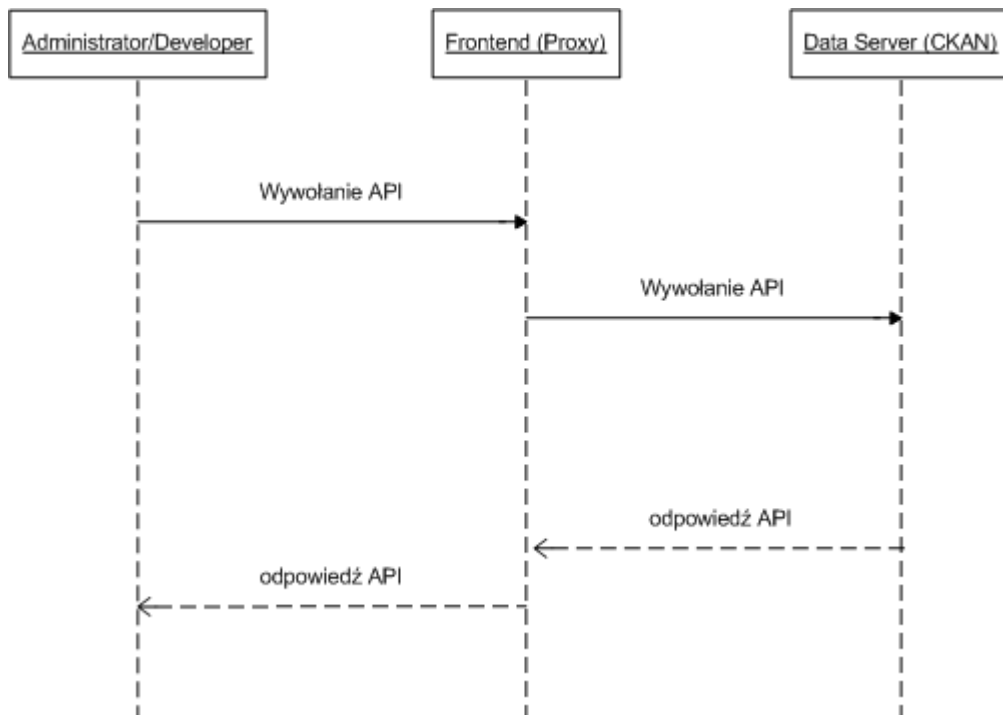 Administrator/Developer
Frontend (Proxy)
Data Server (CKAN)
Wywołanie API
Wywołanie API
odpowiedź API
odpowiedź API